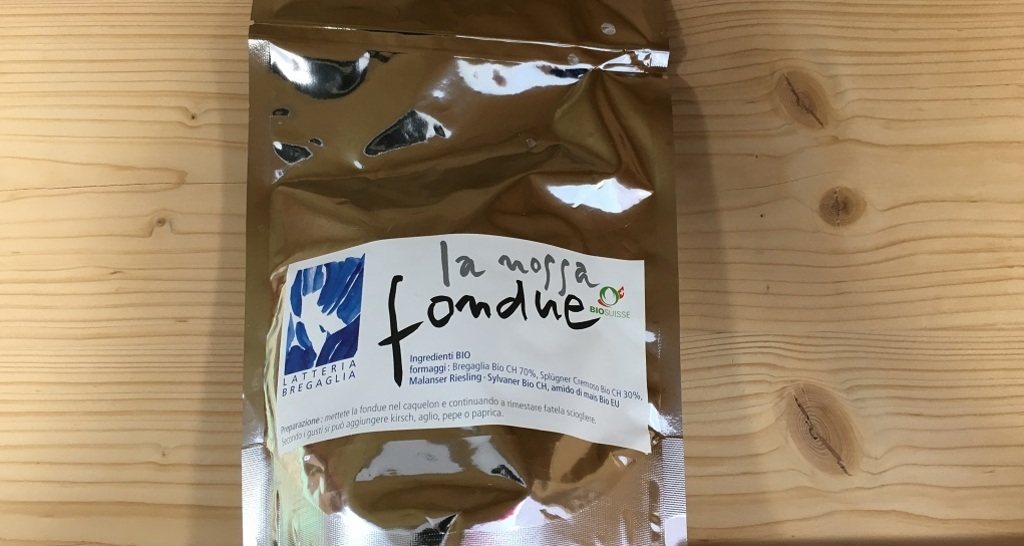 la nossa
fondue
BIOSUISSE
LATTERIA
BREGAGLIA
Ingredienti BIO
formaggi : Bregaglia Bio CH 70%, Splügner Cremoso Bio CH 30%,
Malanser Riesling - Sylvaner Bio CH, amido di mais Bio EU
Preparazione : mettete la fondue nel caquelon e continuando a rimestare fatela sciogliere.
Secondo i gusti si può aggiungere kirsch, aglio, pepe o paprica.